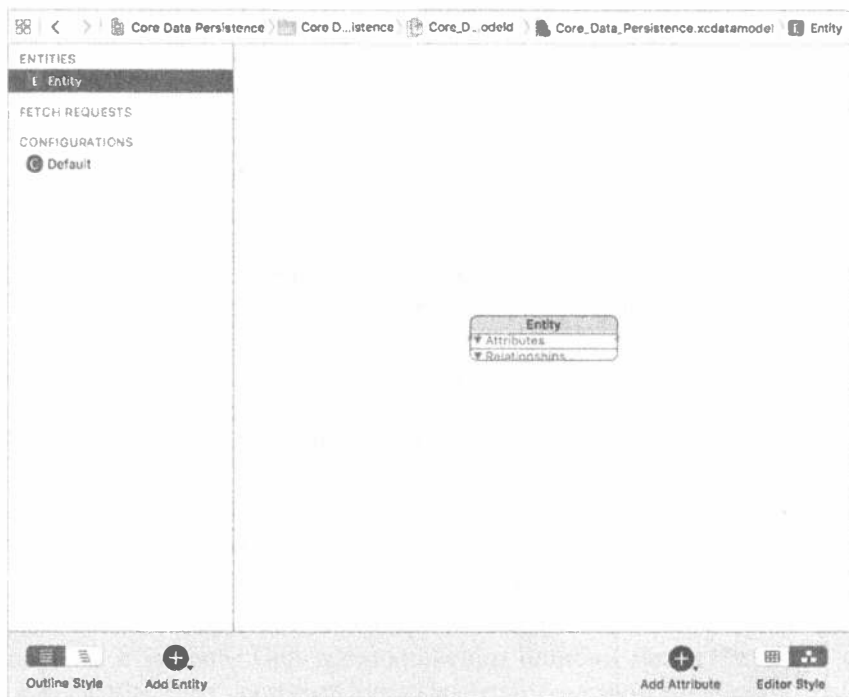 Core Data Persistence Core D...istence Core_D...odeld Core_Data_Persistence.xcdatamodel E Entity
ENTITIES
E Entity
FETCH REQUESTS
CONFIGURATIONS
C Default
Entity
Attributes
Relationships
Outline Style Add Entity Add Attribute Editor Style